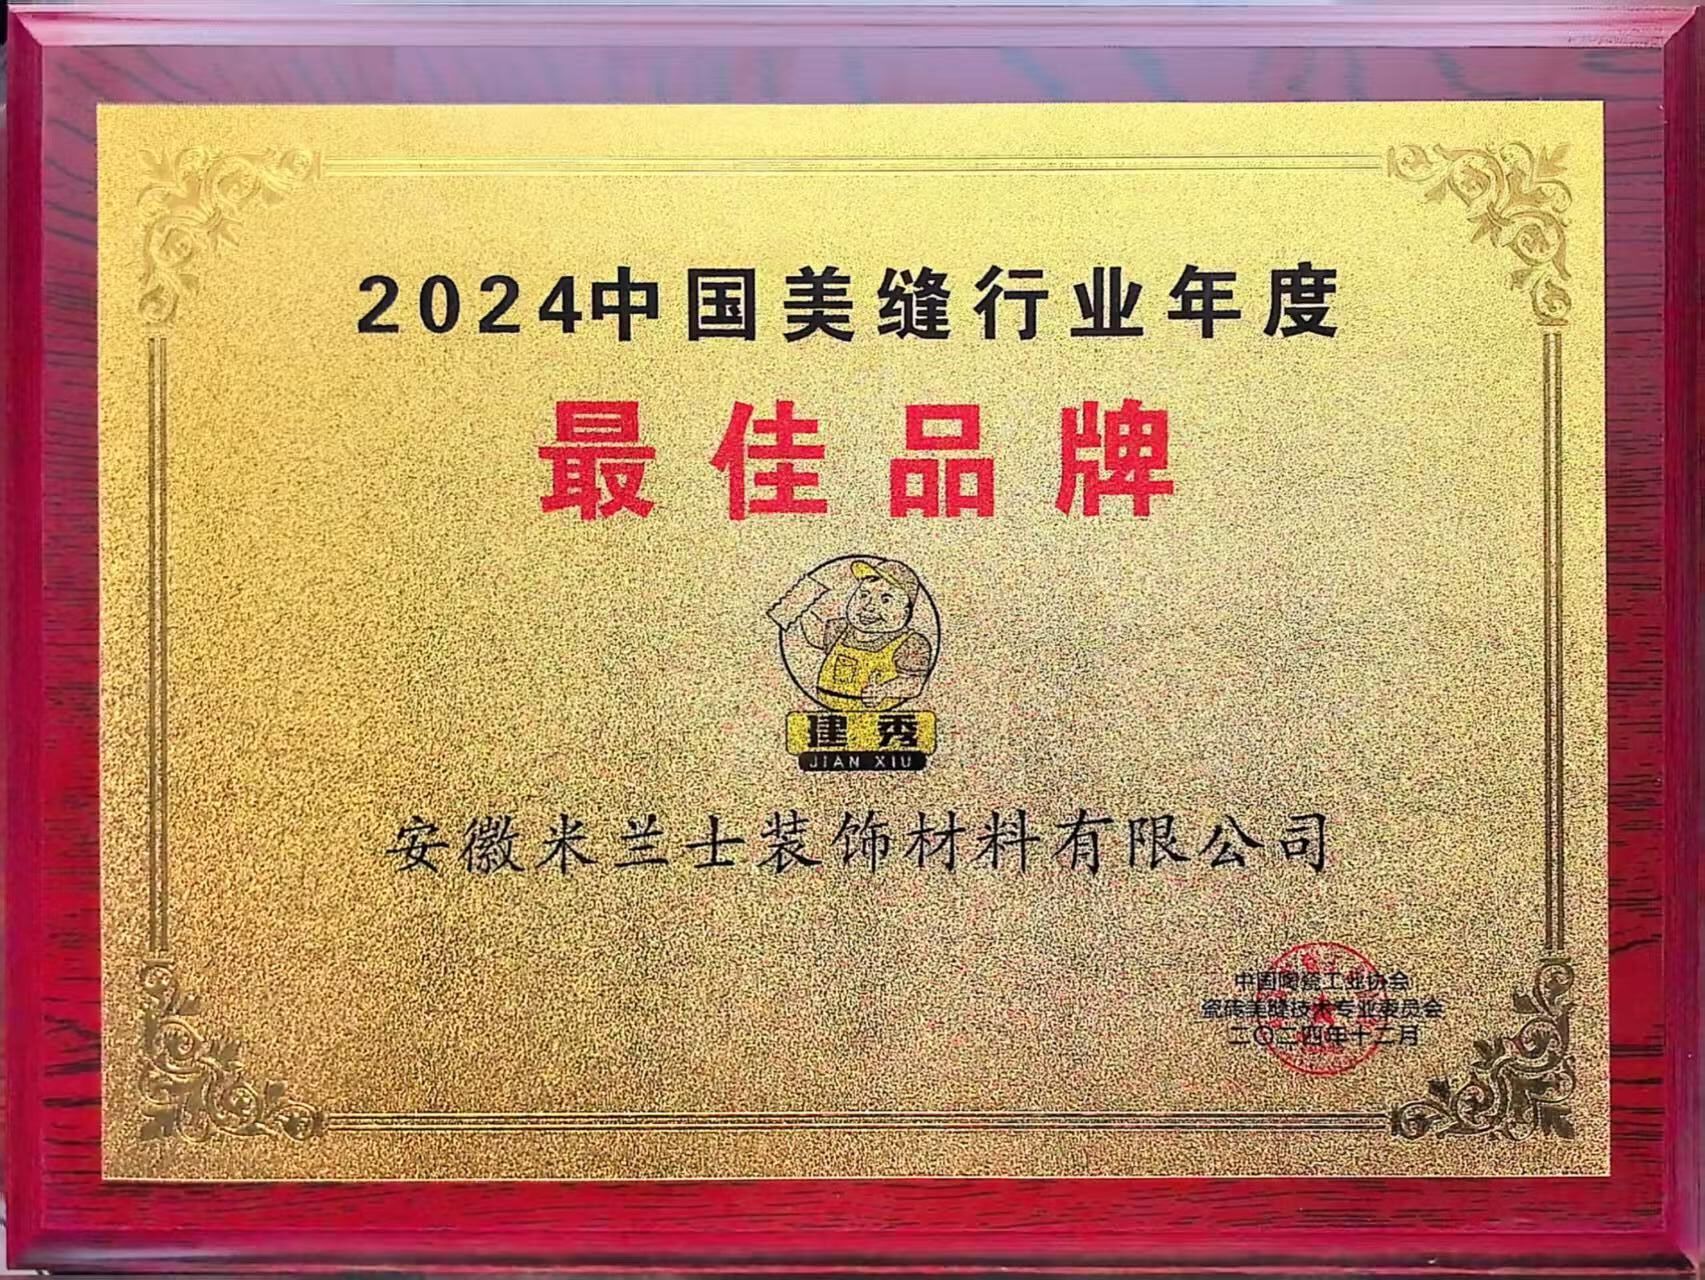 2024中国美缝行业年度
最佳品牌
建秀
JIAN XIU
安徽米兰士装饰材料有限公司
中国陶瓷工业协会
瓷砖美缝技术专业委员会
二〇二四年十二月